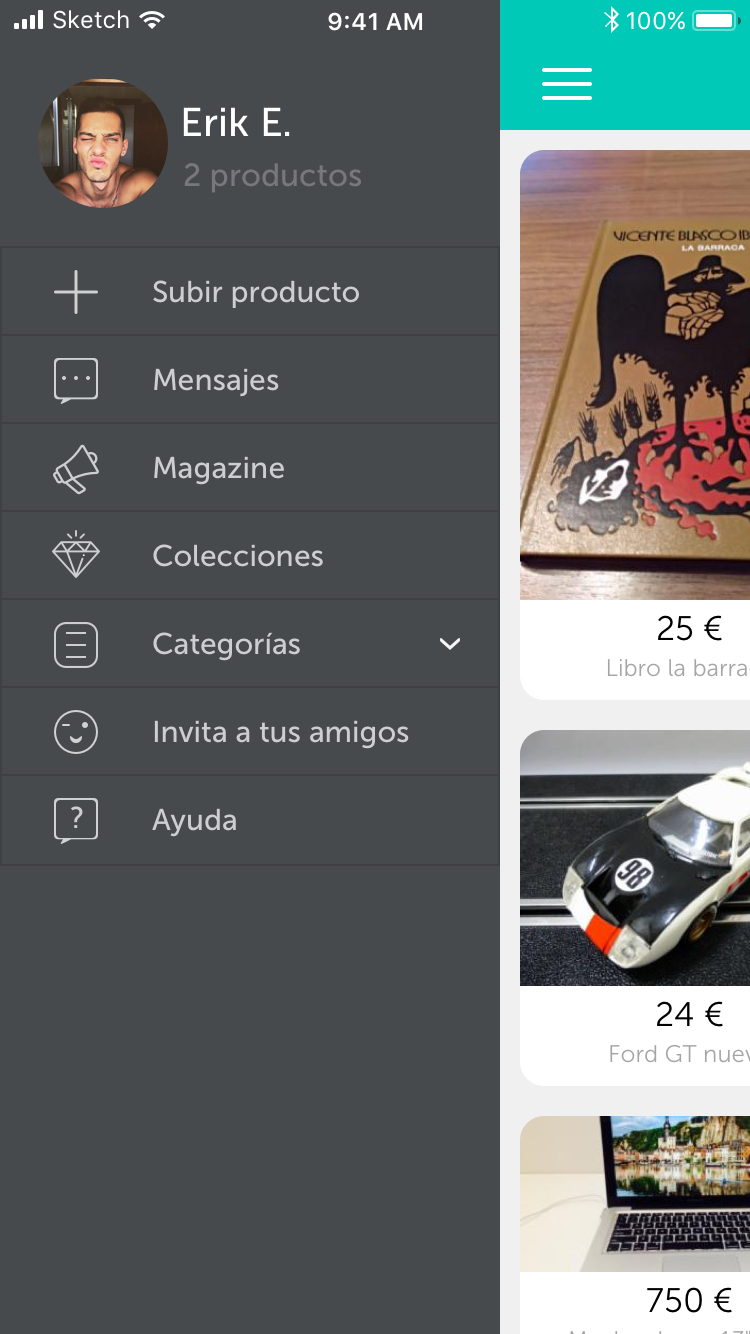 Sketch
9:41 AM
100%
Erik E.
2 productos
Subir producto
Mensajes
Magazine
Colecciones
Categorías
Invita a tus amigos
? Ayuda
VICENTE BLASCO IB
LA BARRACA
25 €
Libro la barra
98
24 €
Ford GT nuev
750 €